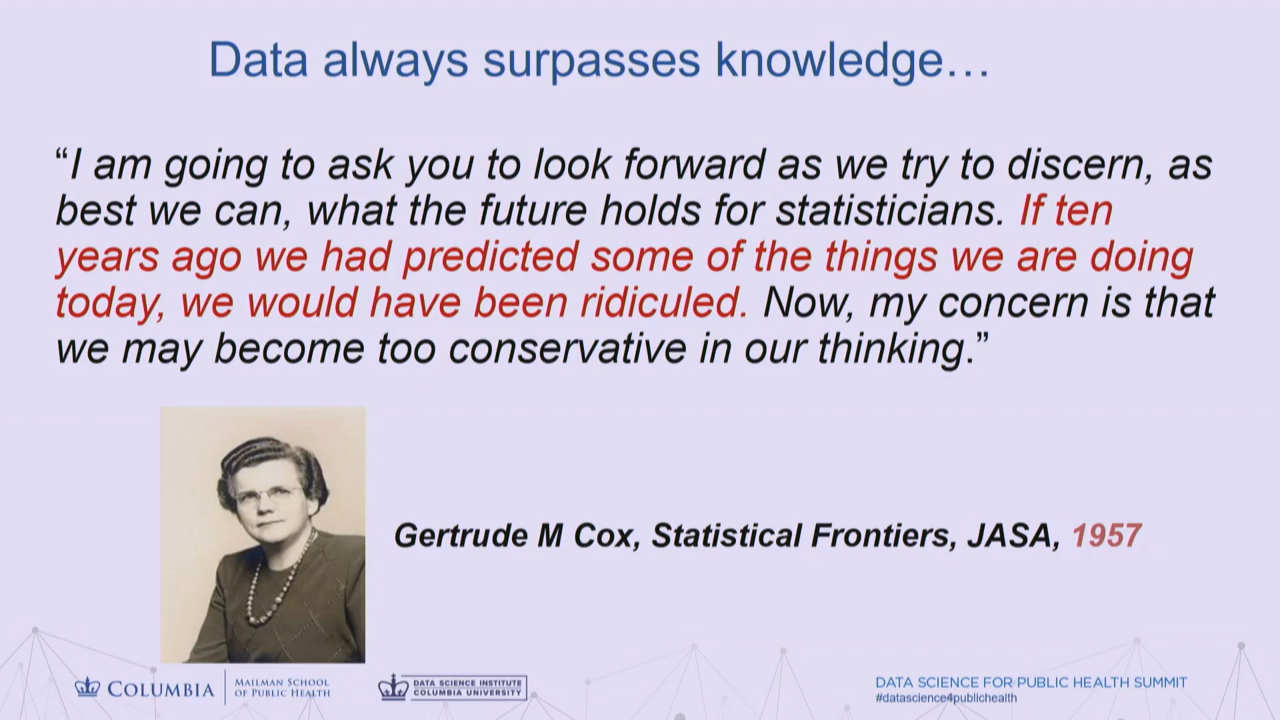 Data always surpasses knowledge…
“I am going to ask you to look forward as we try to discern, as
best we can, what the future holds for statisticians. If ten
years ago we had predicted some of the things we are doing
today, we would have been ridiculed. Now, my concern is that
we may become too conservative in our thinking.”
Gertrude M Cox, Statistical Frontiers, JASA, 1957
COLUMBIA
MAILMAN SCHOOL
OF PUBLIC HEALTH
DATA SCIENCE INSTITUTE
COLUMBIA UNIVERSITY
DATA SCIENCE FOR PUBLIC HEALTH SUMMIT
#datascience4publichealth